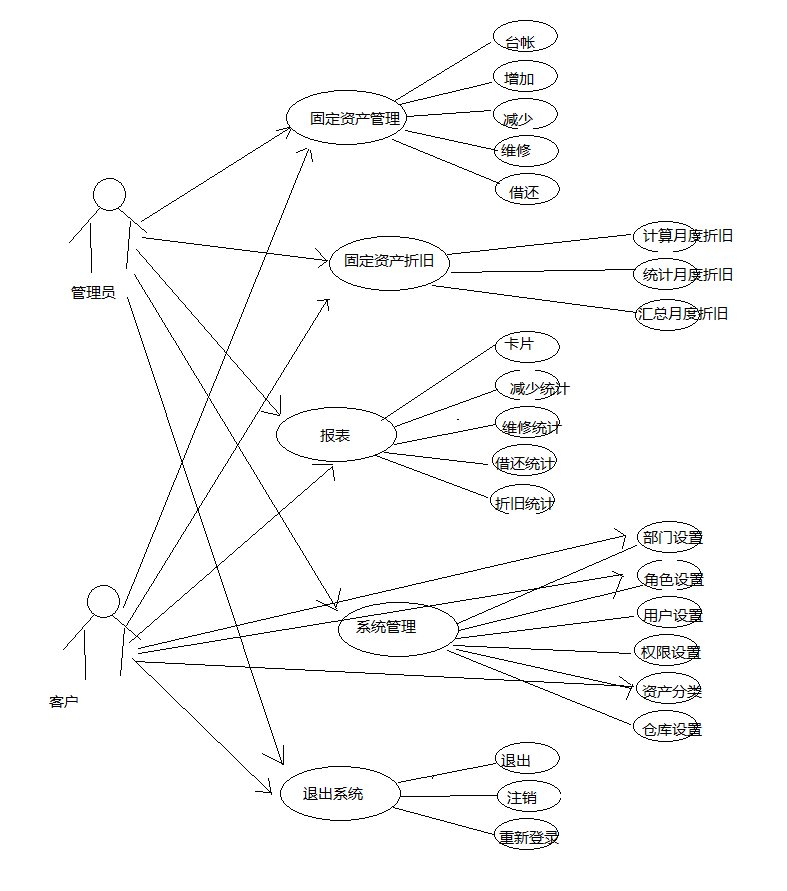 台帐
增加
固定资产管理
减少
维修
借还
计算月度折旧
固定资产折旧
统计月度折旧
管理员
汇总月度折旧
卡片
减少统计
维修统计
报表
借还统计
折旧统计
部门设置
角色设置
用户设置
系统管理
权限设置
资产分类
客户
仓库设置
退出
退出系统
注销
重新登录